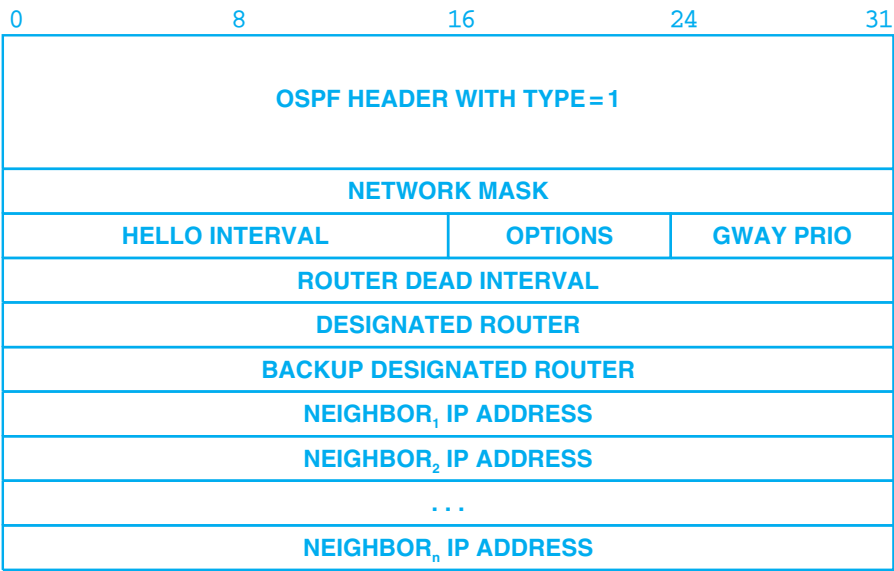 0 8 16 24 31
OSPF HEADER WITH TYPE = 1
NETWORK MASK
HELLO INTERVAL OPTIONS GWAY PRIO
ROUTER DEAD INTERVAL
DESIGNATED ROUTER
BACKUP DESIGNATED ROUTER
NEIGHBOR₁ IP ADDRESS
NEIGHBOR₂ IP ADDRESS
. . .
NEIGHBORₙ IP ADDRESS